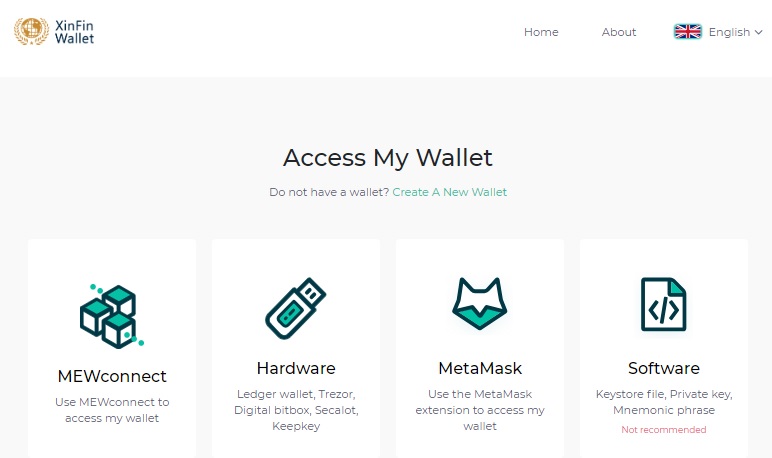 XinFin
Wallet
Home
About
English
Access My Wallet
Do not have a wallet? Create A New Wallet
MEWconnect
Use MEWconnect to
access my wallet
Hardware
Ledger wallet, Trezor,
Digital bitbox, Secalot,
Keepkey
MetaMask
Use the MetaMask
extension to access my
wallet
Software
Keystore file, Private key,
Mnemonic phrase
Not recommended